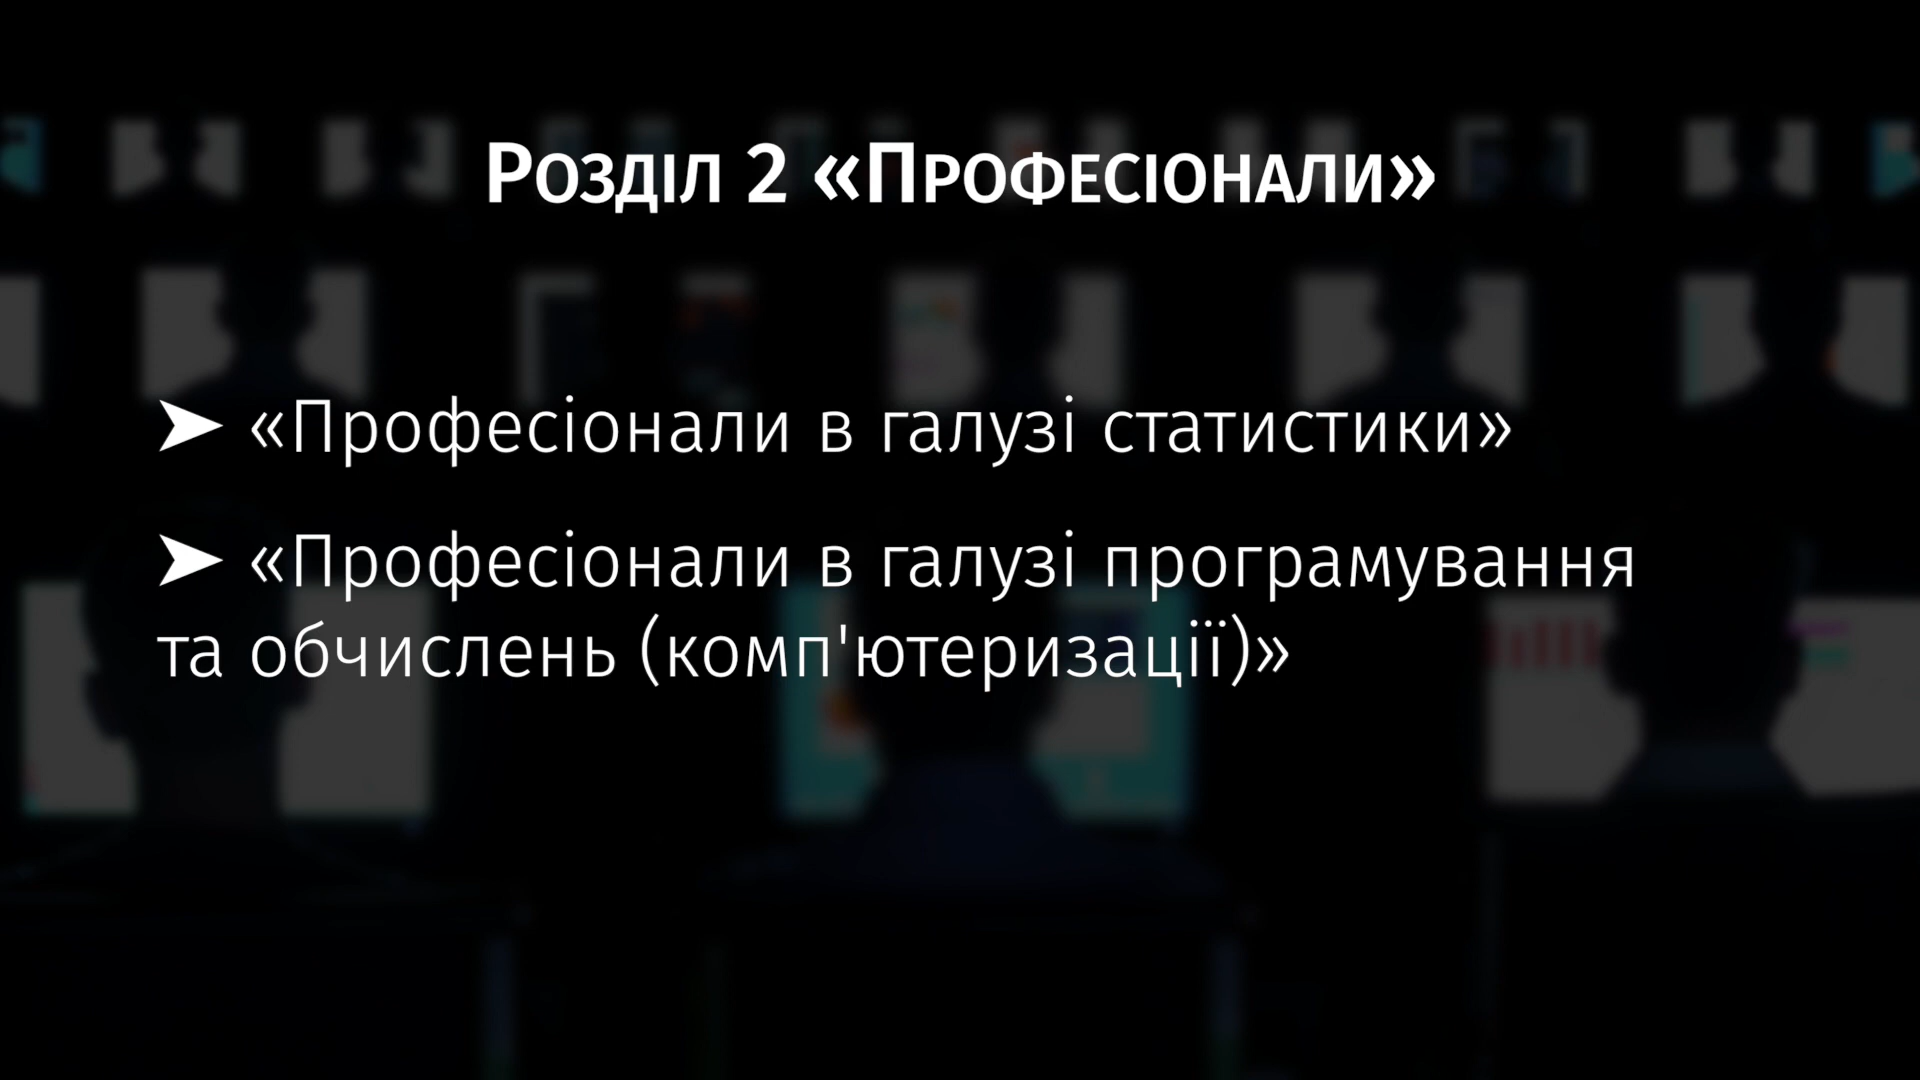 Розділ 2 «Професіонали»
➤ «Професіонали в галузі статистики»
➤ «Професіонали в галузі програмування
та обчислень (комп'ютеризації)»